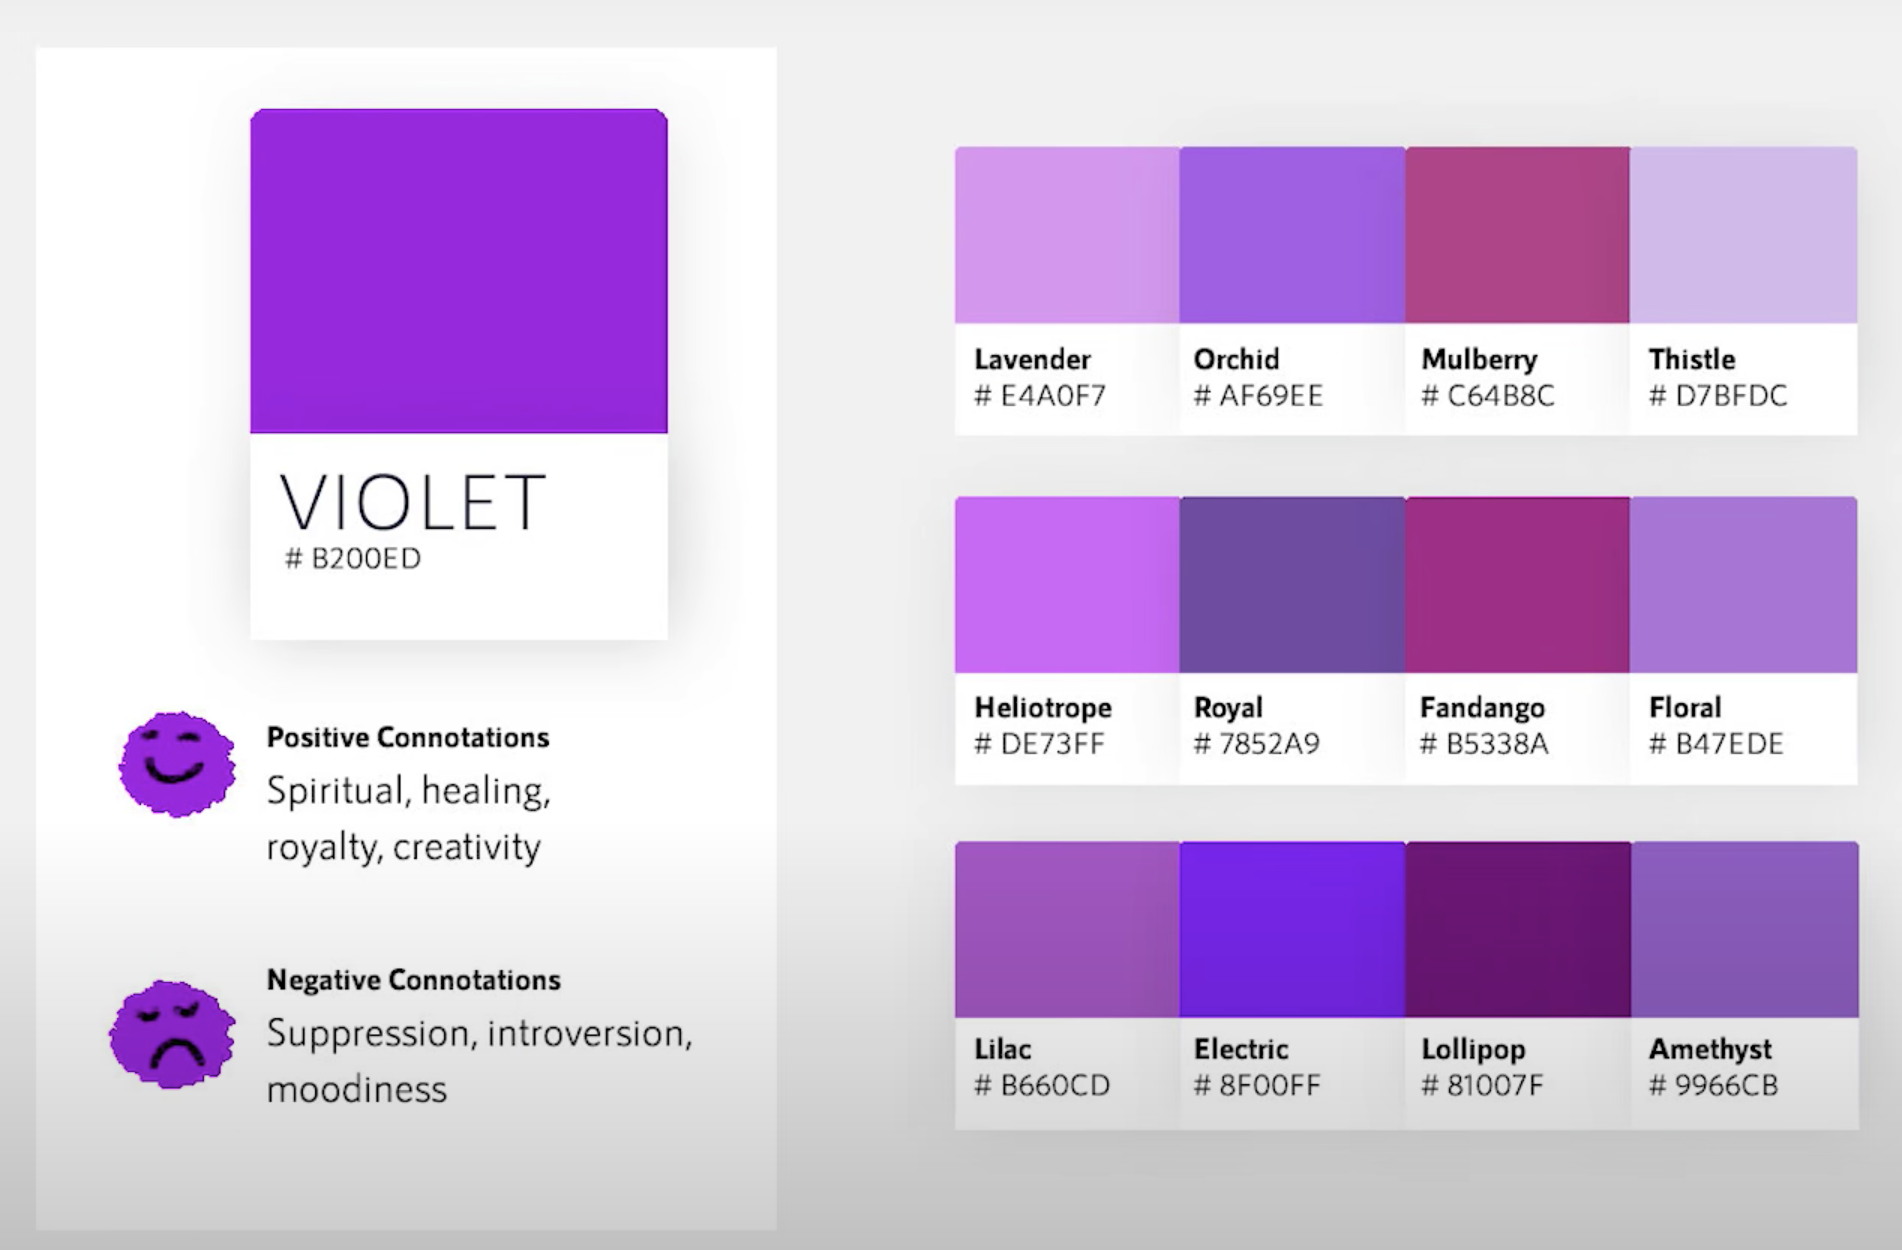 VIOLET
# B200ED
Positive Connotations
Spiritual, healing,
royalty, creativity
Negative Connotations
Suppression, introversion,
moodiness
Lavender
# E4A0F7
Orchid
# AF69EE
Mulberry
# C64B8C
Thistle
# D7BFDC
Heliotrope
# DE73FF
Royal
# 7852A9
Fandango
# B5338A
Floral
# B47EDE
Lilac
# B660CD
Electric
# 8F00FF
Lollipop
# 81007F
Amethyst
# 9966CB